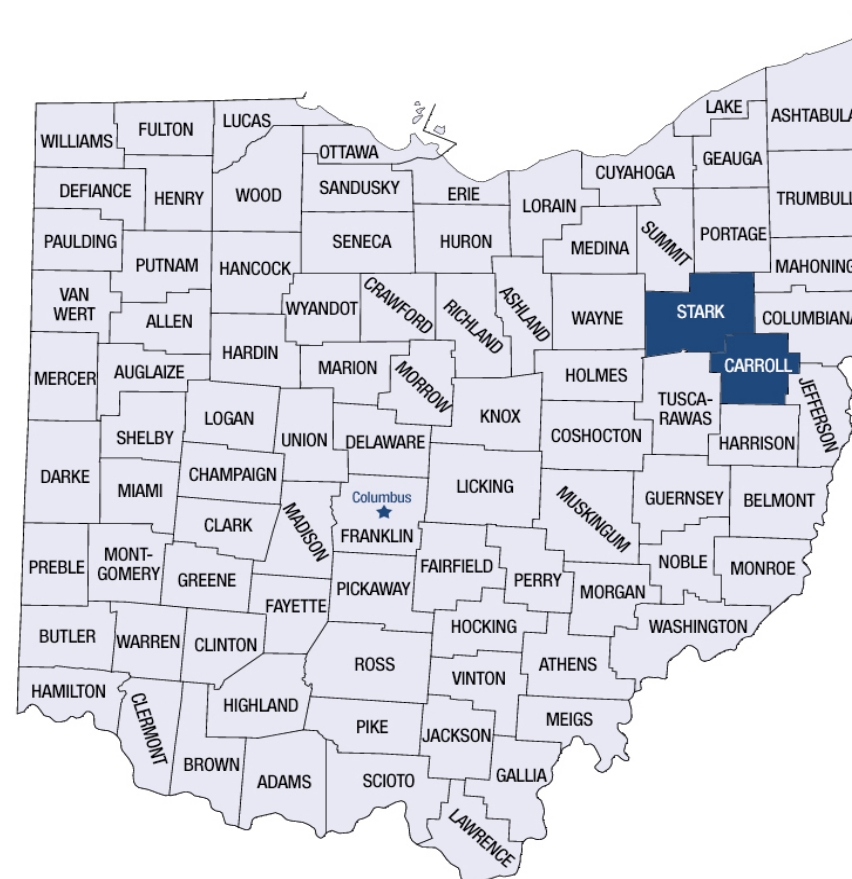 LAKE
ASHTABULA
WILLIAMS
FULTON
LUCAS
OTTAWA
CUYAHOGA
GEAUGA
DEFIANCE
HENRY
WOOD
SANDUSKY
ERIE
LORAIN
TRUMBULL
PAULDING
PUTNAM
HANCOCK
SENECA
HURON
MEDINA
SUMMIT
PORTAGE
MAHONING
VAN
WERT
ALLEN
WYANDOT
CRAWFORD
RICHLAND
ASHLAND
WAYNE
STARK
COLUMBIANA
MERCER
AUGLAIZE
HARDIN
MARION
MORROW
HOLMES
CARROLL
JEFFERSON
TUSCA-
RAWAS
SHELBY
LOGAN
UNION
DELAWARE
KNOX
COSHOCTON
HARRISON
DARKE
MIAMI
CHAMPAIGN
Columbus
LICKING
MUSKINGUM
GUERNSEY
BELMONT
CLARK
MADISON
FRANKLIN
PREBLE
MONT-
GOMERY
GREENE
FAYETTE
PICKAWAY
FAIRFIELD
PERRY
MORGAN
NOBLE
MONROE
BUTLER
WARREN
CLINTON
ROSS
HOCKING
VINTON
ATHENS
WASHINGTON
HAMILTON
CLERMONT
HIGHLAND
PIKE
JACKSON
MEIGS
BROWN
ADAMS
SCIOTO
GALLIA
LAWRENCE